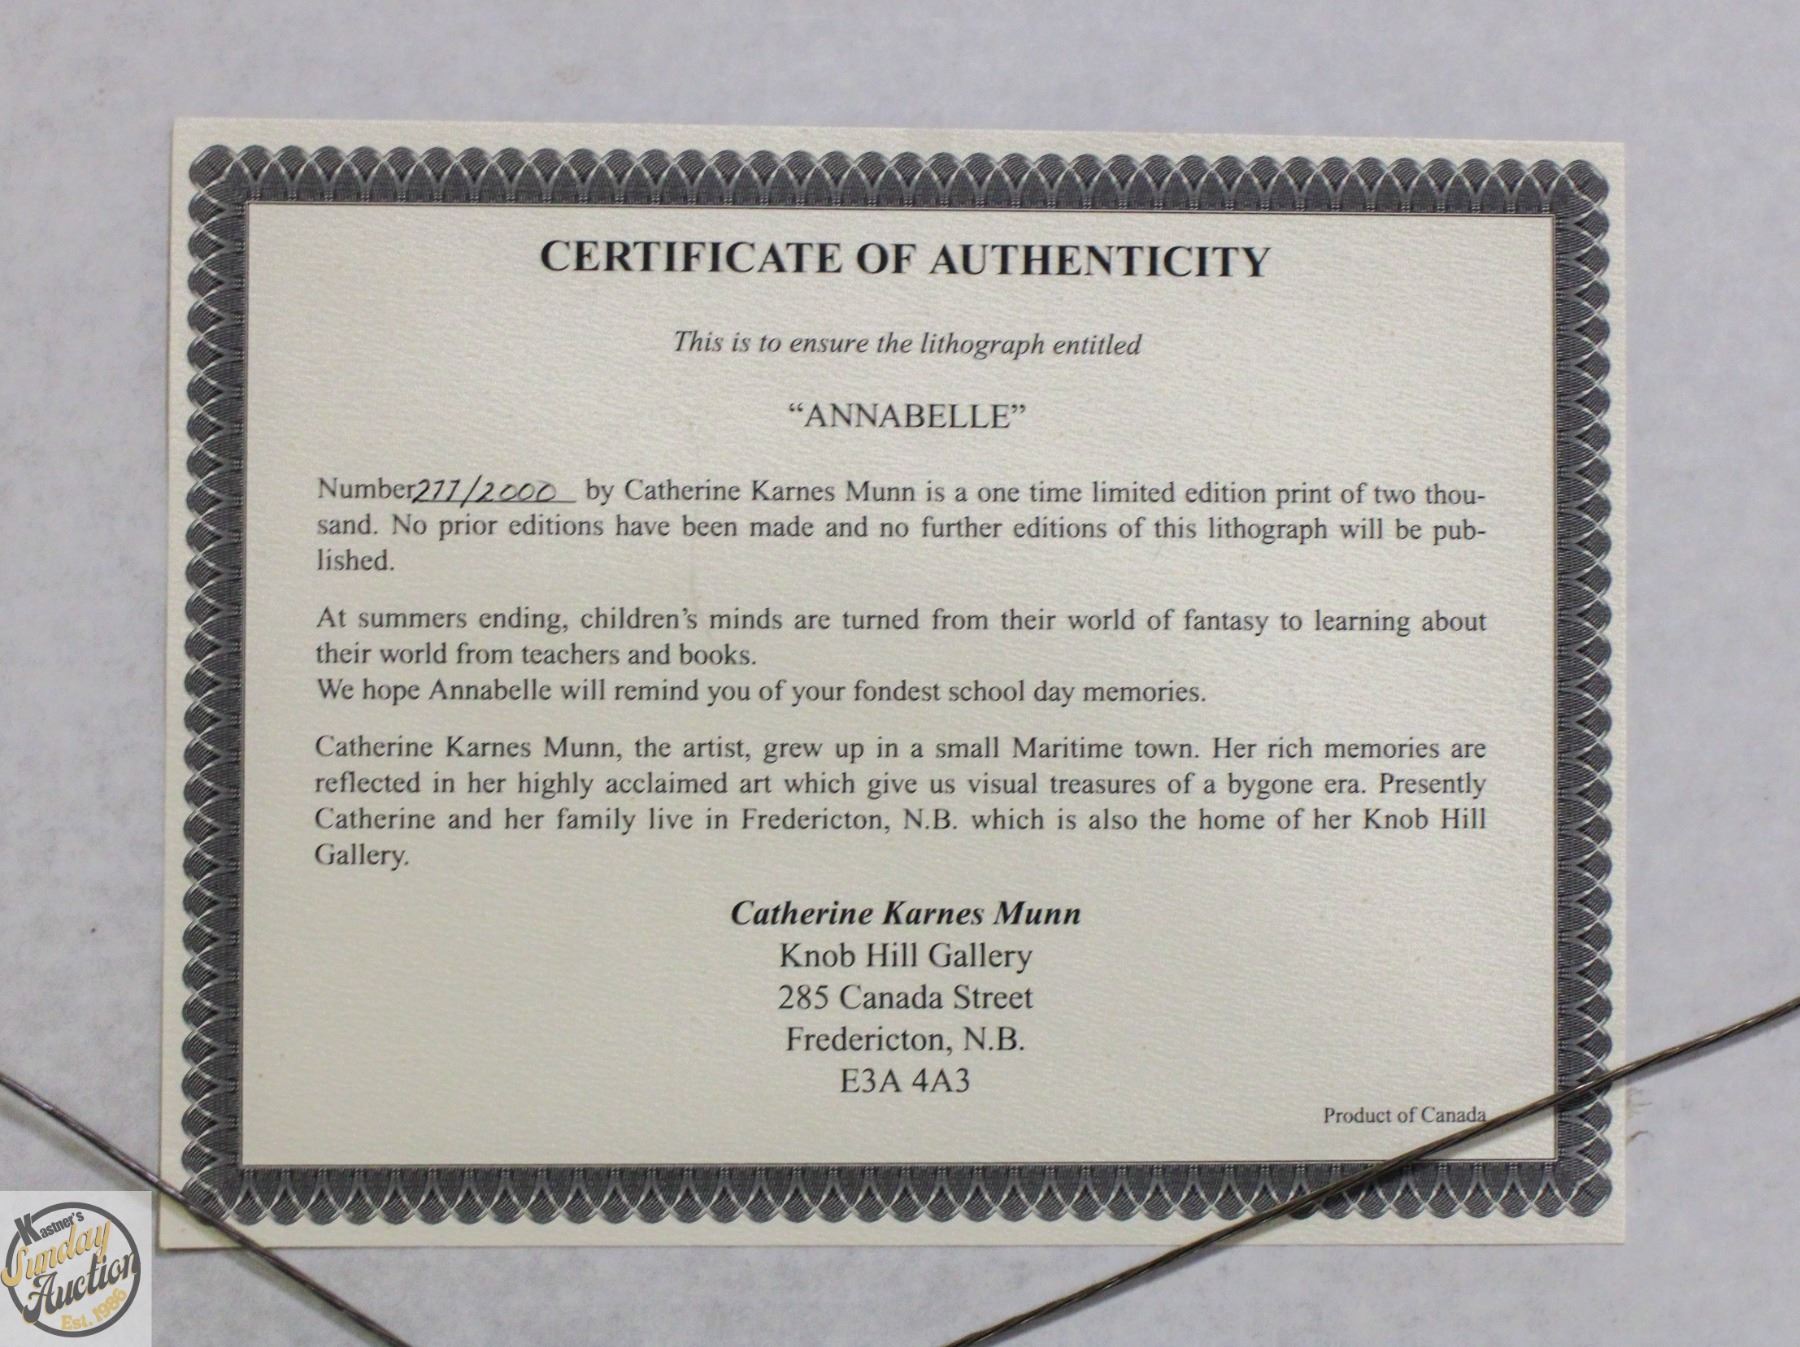 CERTIFICATE OF AUTHENTICITY
This is to ensure the lithograph entitled
“ANNABELLE”
Number 277/2000 by Catherine Karnes Munn is a one time limited edition print of two thou-
sand. No prior editions have been made and no further editions of this lithograph will be pub-
lished.
At summers ending, children’s minds are turned from their world of fantasy to learning about
their world from teachers and books.
We hope Annabelle will remind you of your fondest school day memories.
Catherine Karnes Munn, the artist, grew up in a small Maritime town. Her rich memories are
reflected in her highly acclaimed art which give us visual treasures of a bygone era. Presently
Catherine and her family live in Fredericton, N.B. which is also the home of her Knob Hill
Gallery.
Catherine Karnes Munn
Knob Hill Gallery
285 Canada Street
Fredericton, N.B.
E3A 4A3
Product of Canada
Kastner's
Sunday
Auction
Est. 1986